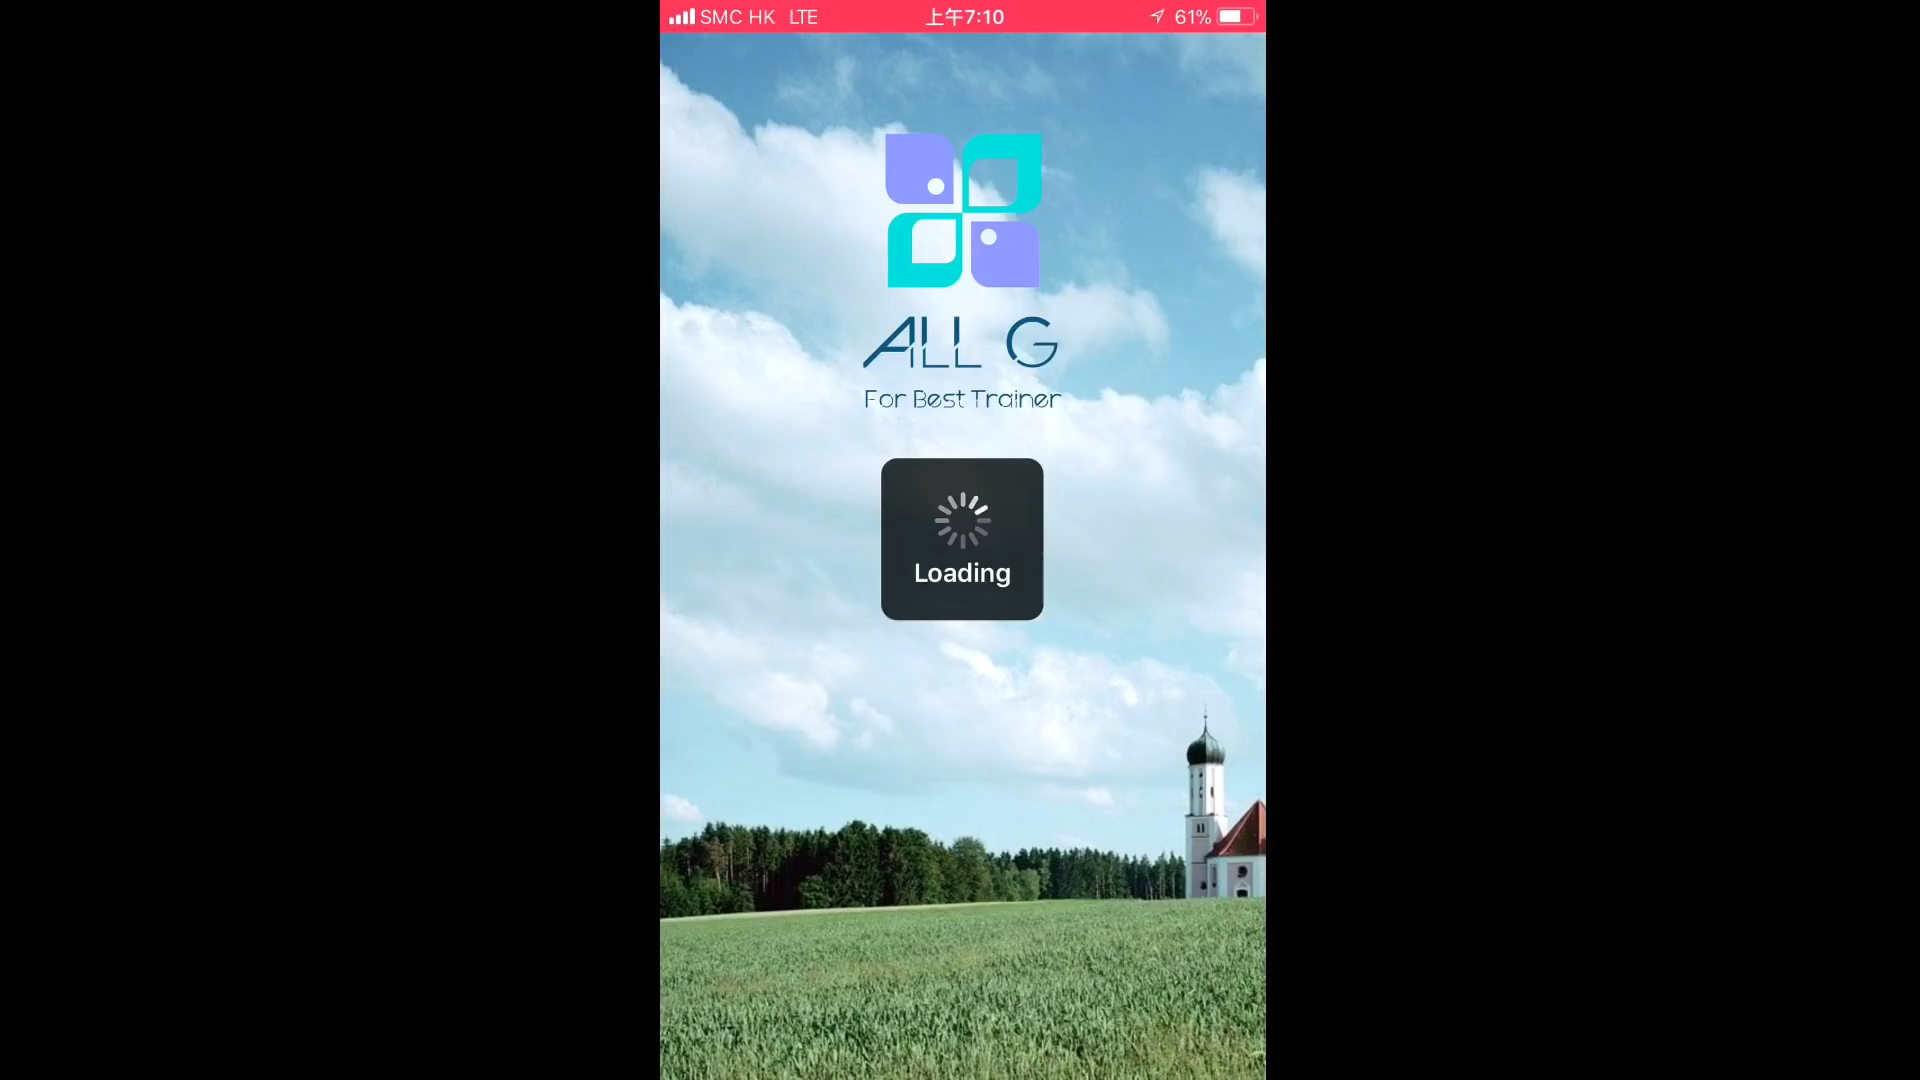 SMC HK LTE 上午7:10 61%
ALL G
For Best Trainer
Loading